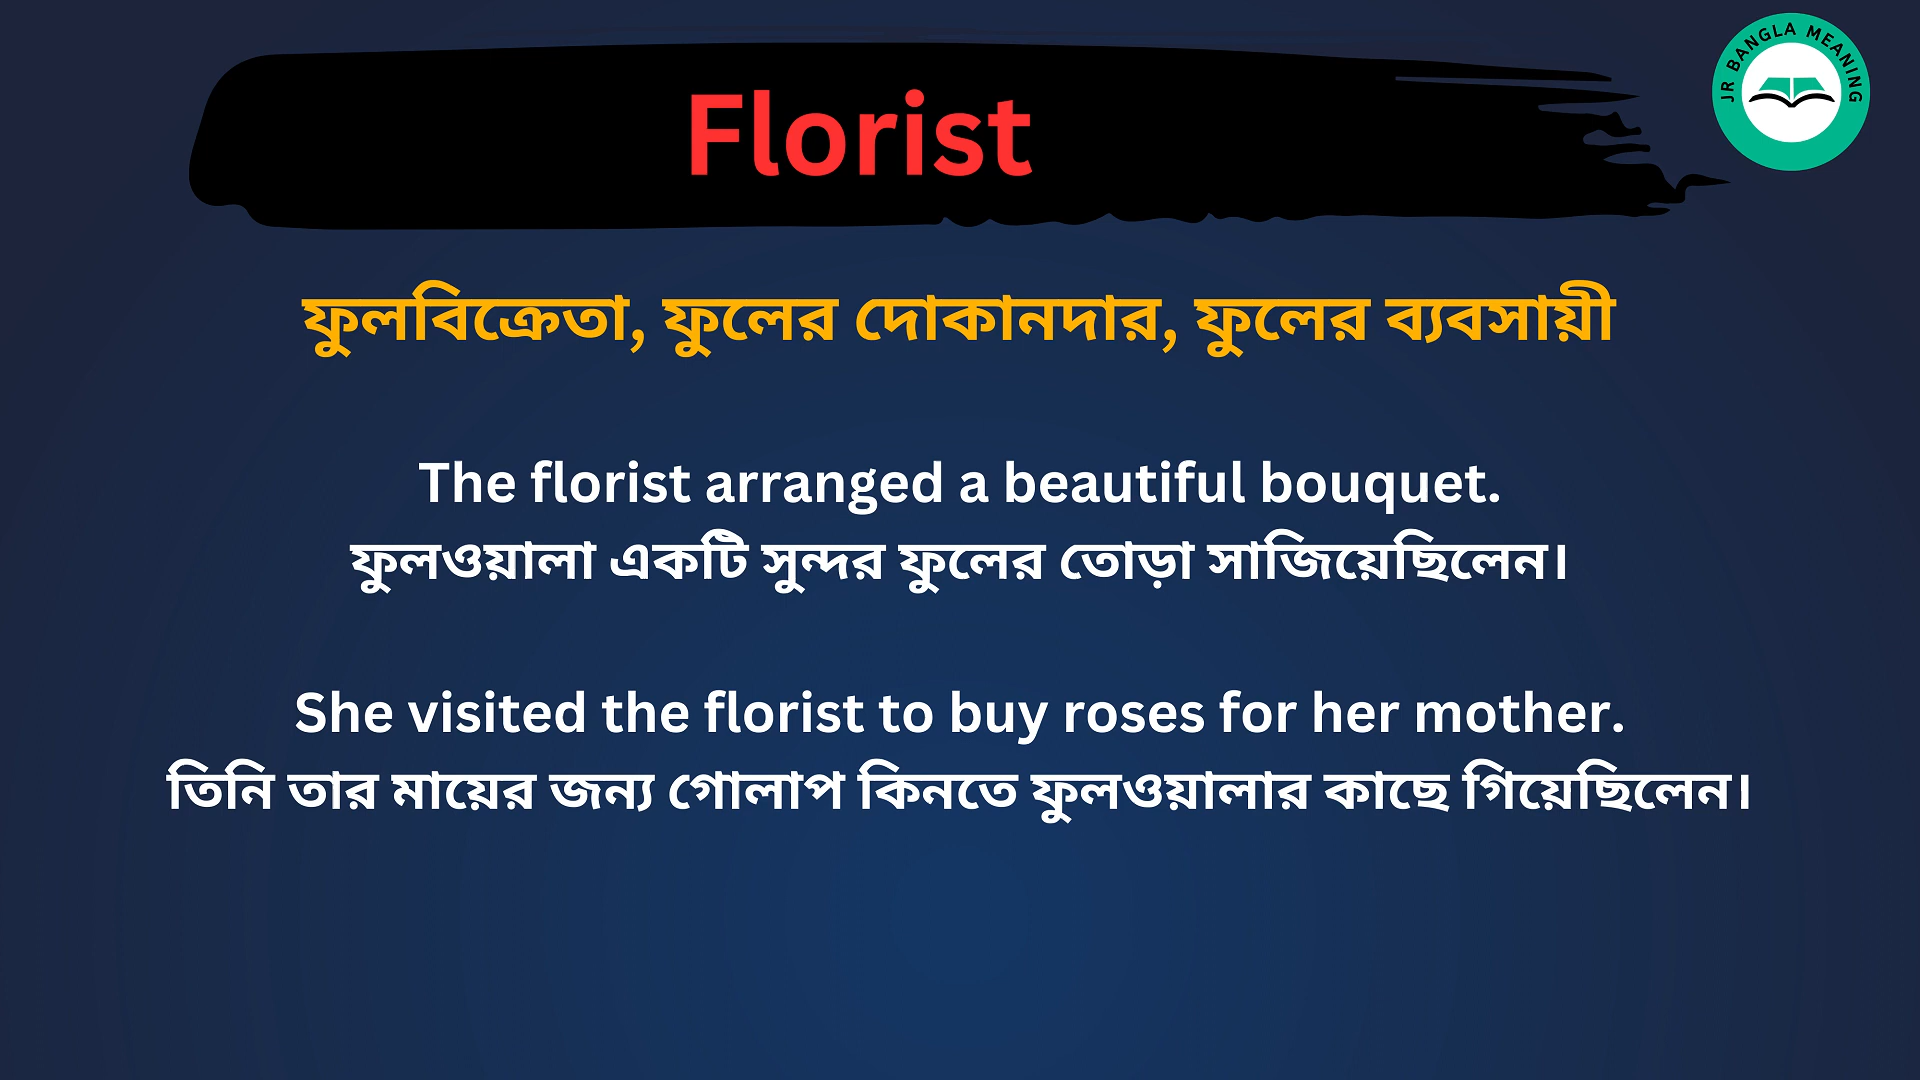 JR BANGLA MEANING
Florist
ফুলবিক্রেতা, ফুলের দোকানদার, ফুলের ব্যবসায়ী
The florist arranged a beautiful bouquet.
ফুলওয়ালা একটি সুন্দর ফুলের তোড়া সাজিয়েছিলেন।
She visited the florist to buy roses for her mother.
তিনি তার মায়ের জন্য গোলাপ কিনতে ফুলওয়ালার কাছে গিয়েছিলেন।